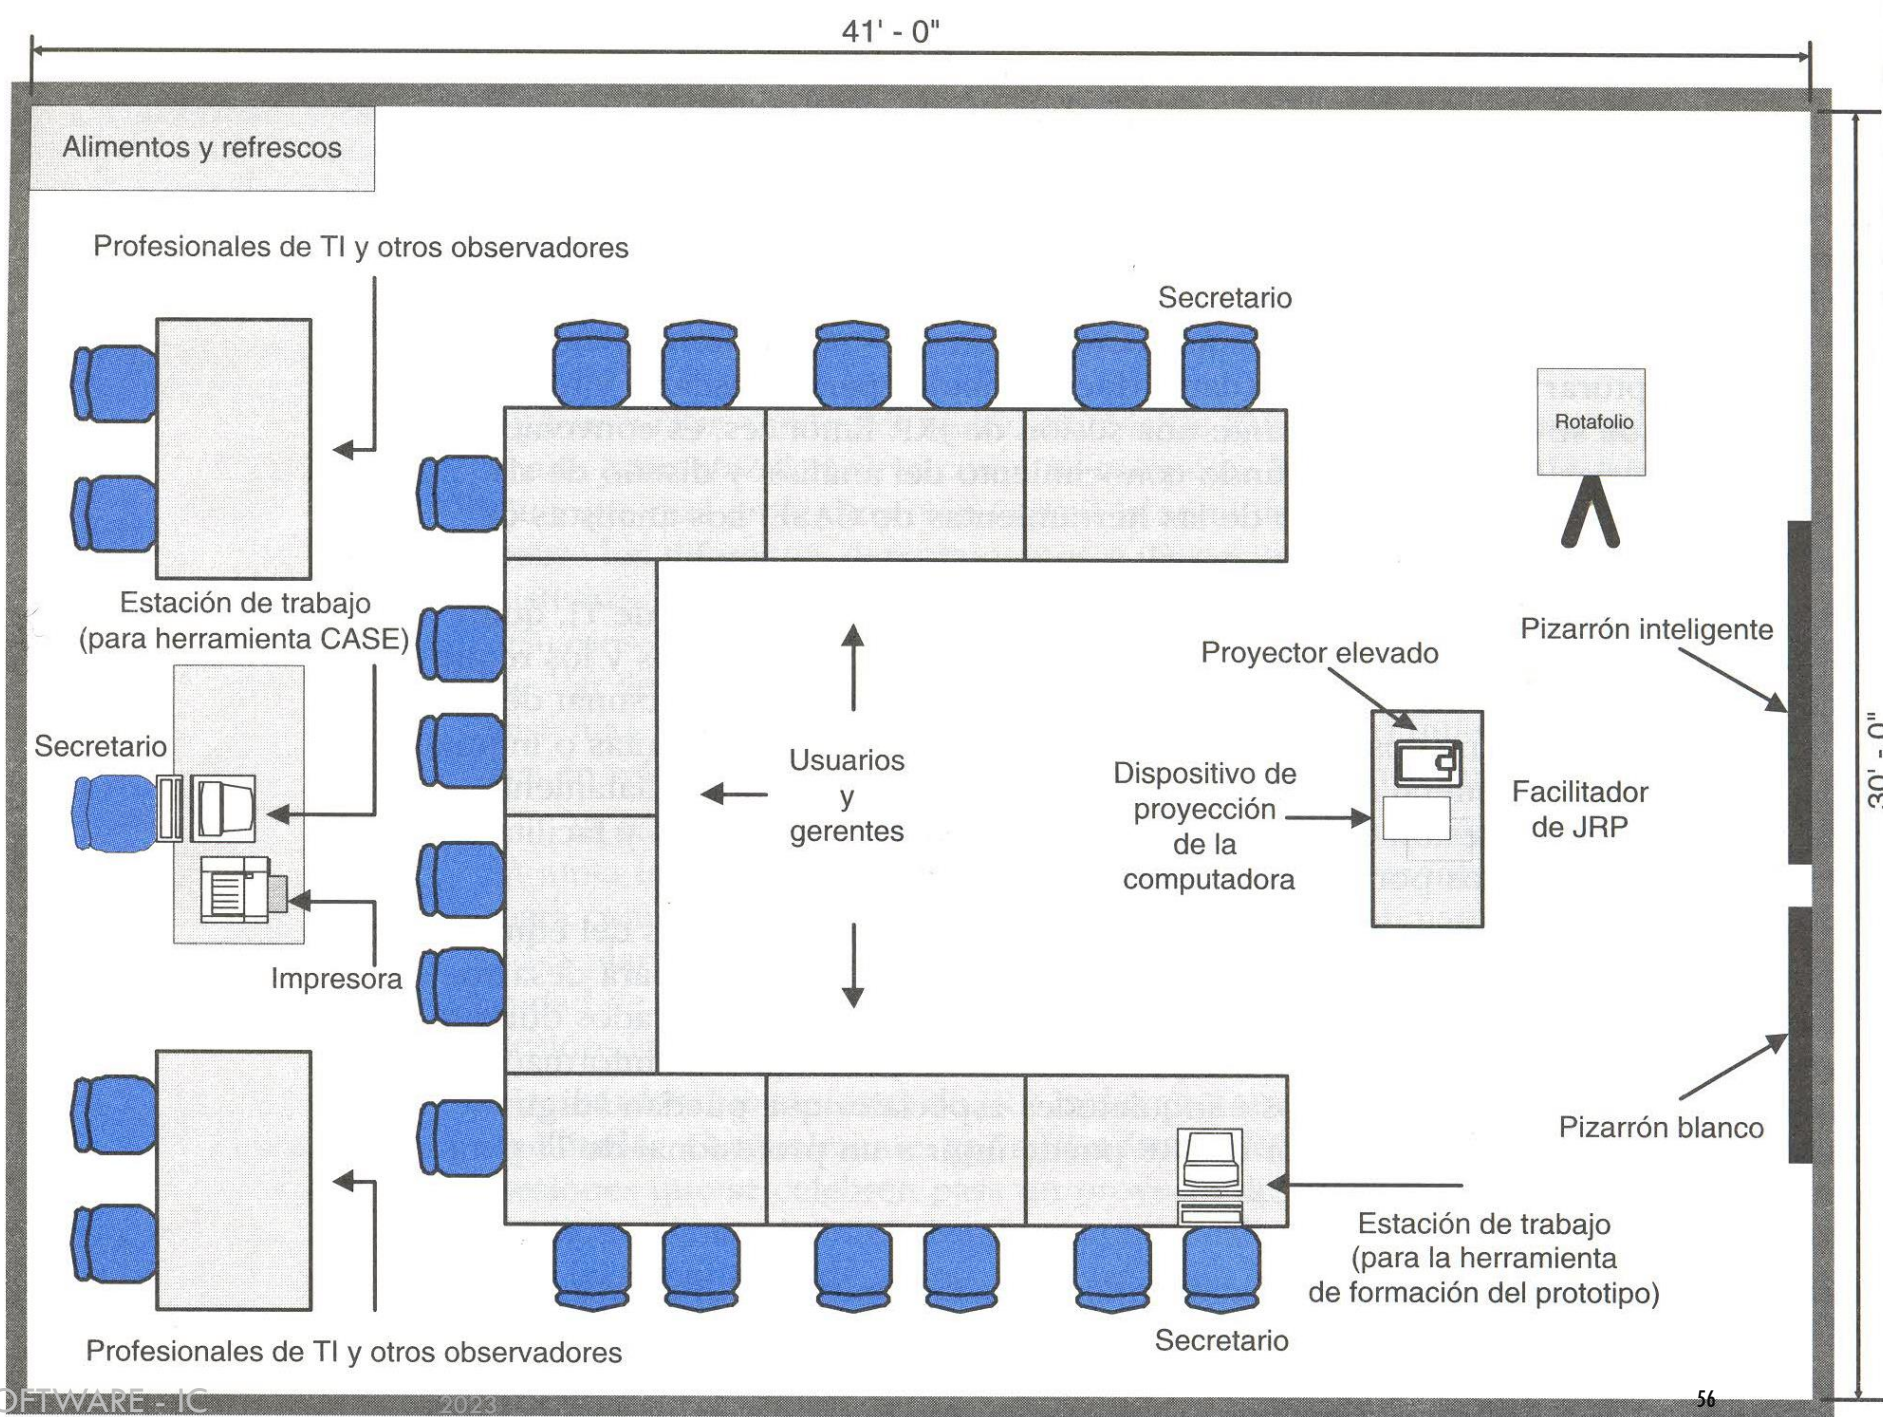 41' - 0"
Alimentos y refrescos
Profesionales de TI y otros observadores
Secretario
Rotafolio
Estación de trabajo
(para herramienta CASE)
Pizarrón inteligente
Proyector elevado
30' - 0"
Secretario
Usuarios
y
gerentes
Dispositivo de
proyección
de la
computadora
Facilitador
de JRP
Impresora
Pizarrón blanco
Estación de trabajo
(para la herramienta
de formación del prototipo)
Secretario
Profesionales de TI y otros observadores
OFTWARE - IC
2023
56